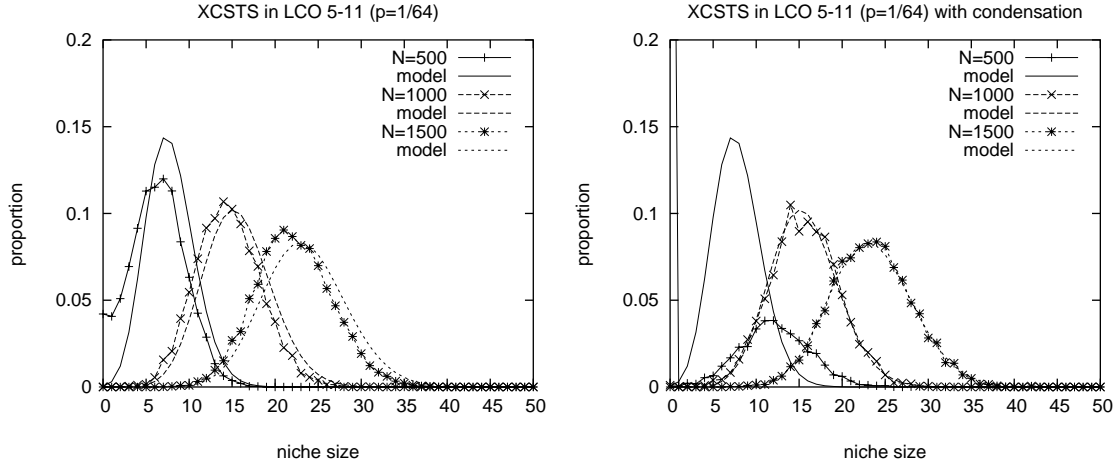 XCSTS in LCO 5-11 (p=1/64)
0.2
0.15
0.1
0.05
0
proportion
N=500
model
N=1000
model
N=1500
model
0 5 10 15 20 25 30 35 40 45 50
niche size
XCSTS in LCO 5-11 (p=1/64) with condensation
0.2
0.15
0.1
0.05
0
proportion
N=500
model
N=1000
model
N=1500
model
0 5 10 15 20 25 30 35 40 45 50
niche size